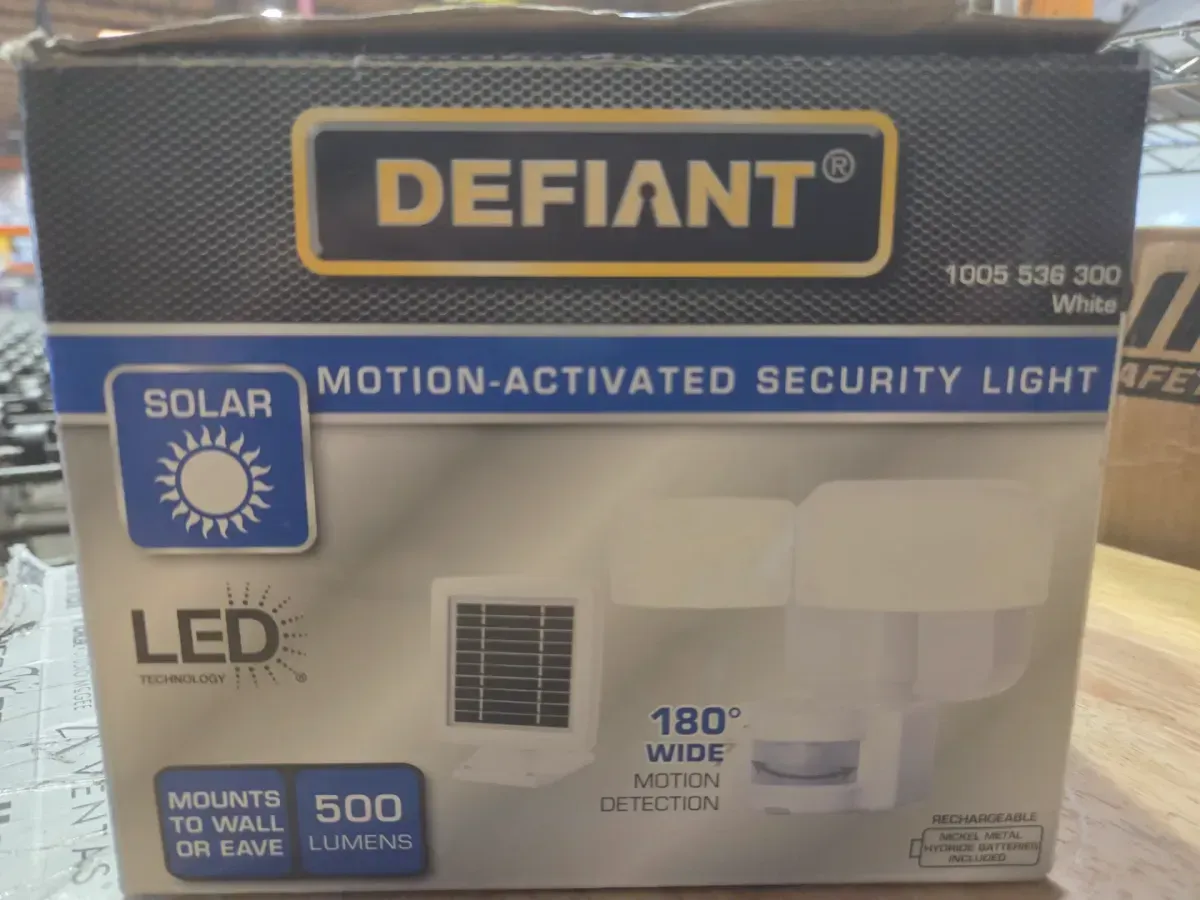 DEFIANT®
1005 536 300
White
SOLAR
MOTION-ACTIVATED SECURITY LIGHT
LED
TECHNOLOGY ®
180°
WIDE
MOTION
DETECTION
MOUNTS
TO WALL
OR EAVE
500
LUMENS
RECHARGEABLE
NICKEL METAL
HYDRIDE BATTERIES
INCLUDED